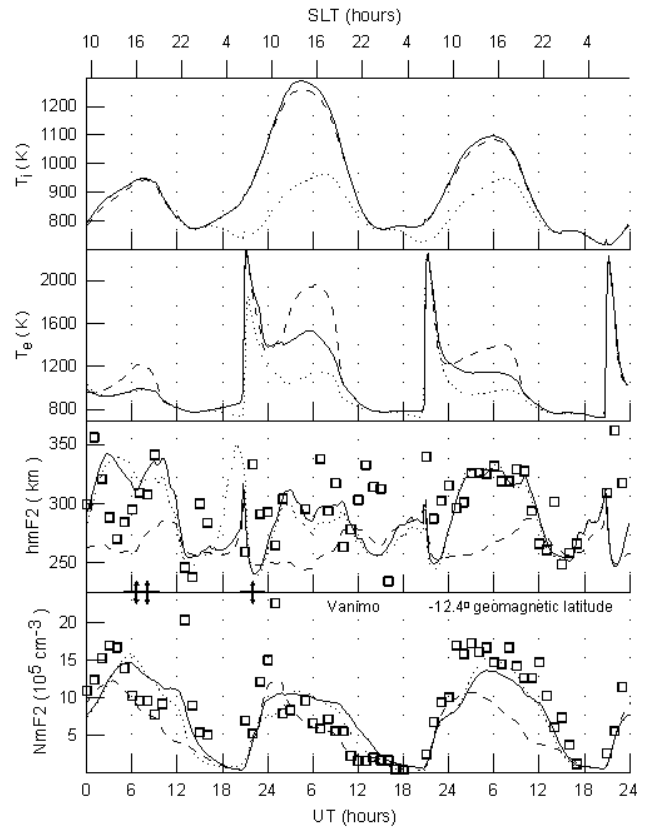 SLT (hours)
10 16 22 4 10 16 22 4 10 16 22 4
1200
1100
1000
900
800
Ti (K)
2000
1600
1200
800
Te (K)
350
300
250
hmF2 ( km)
Vanimo -12.4º geomagnetic latitude
20
15
10
5
NmF2 (10⁵ cm-3)
0 6 12 18 24 6 12 18 24 6 12 18 24
UT (hours)